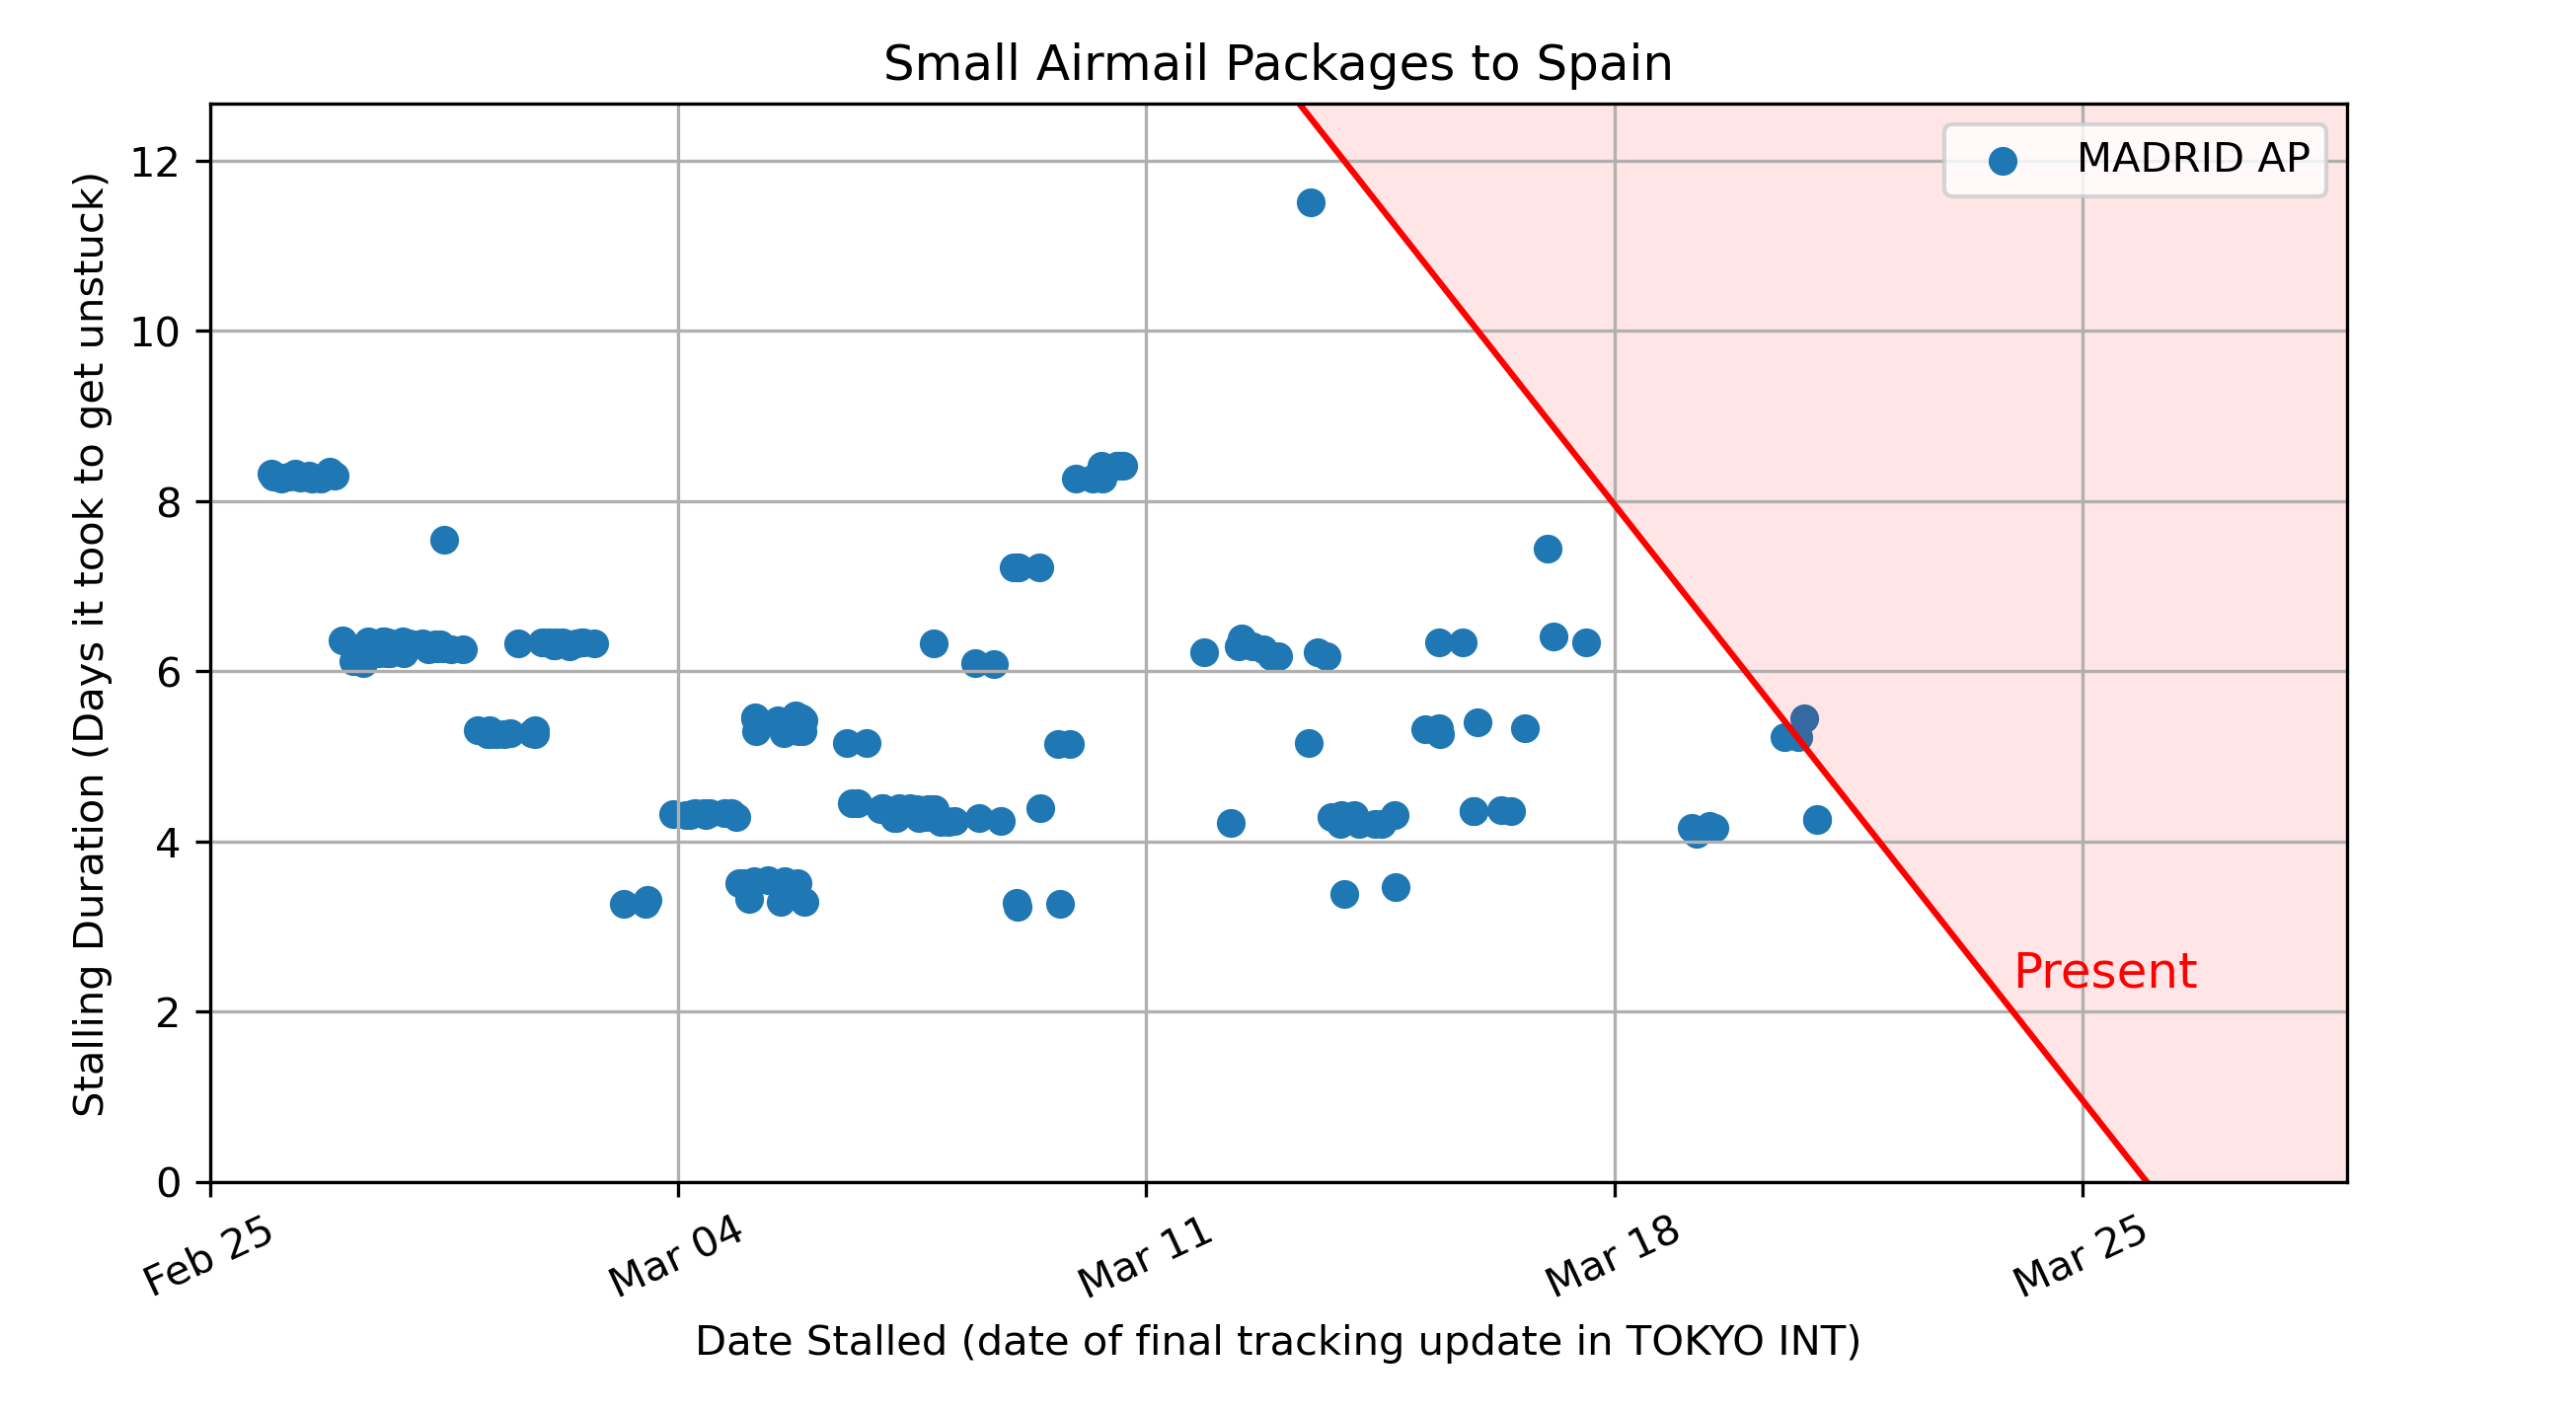 Small Airmail Packages to Spain
MADRID AP
Stalling Duration (Days it took to get unstuck)
12
10
8
6
4
2
0
Present
Feb 25
Mar 04
Mar 11
Mar 18
Mar 25
Date Stalled (date of final tracking update in TOKYO INT)